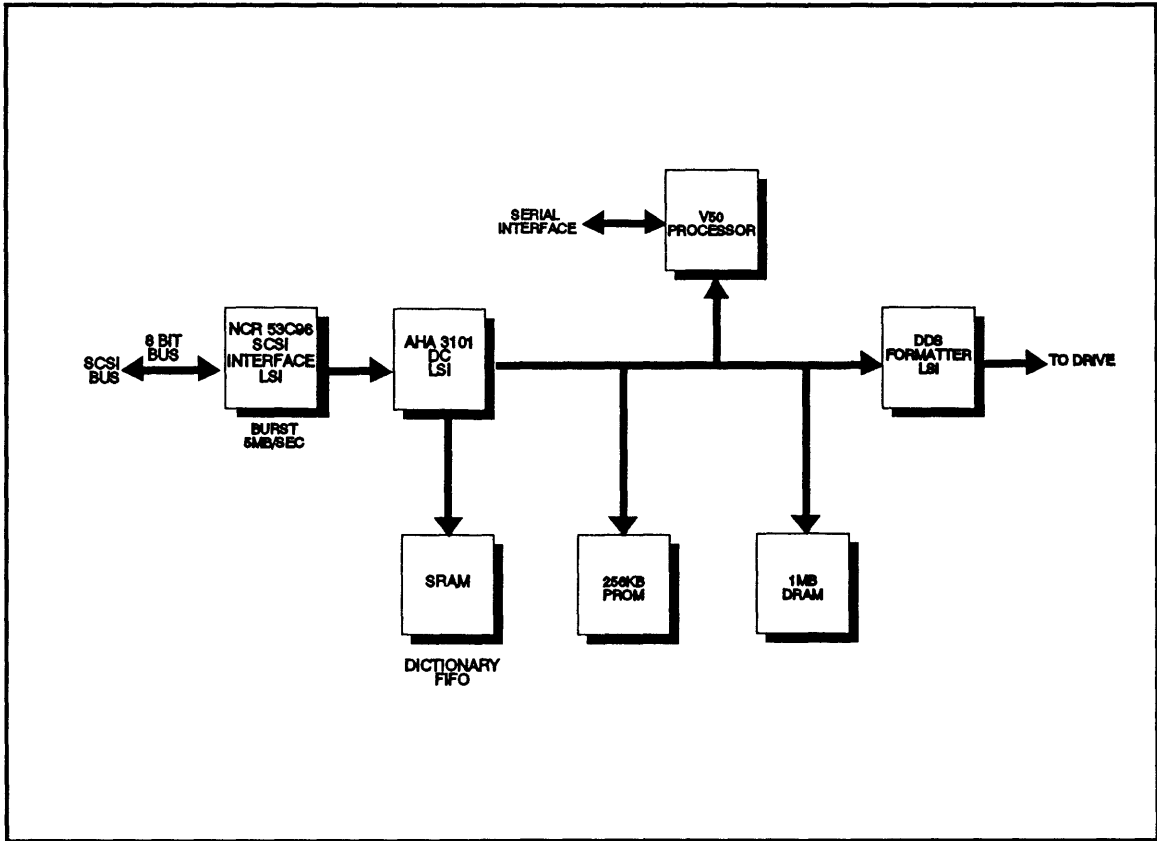 V50
PROCESSOR
SERIAL
INTERFACE
NCR 53C96
SCSI
INTERFACE
LSI
8 BIT
BUS
SCSI
BUS
BURST
5MB/SEC
AHA 3101
DC
LSI
DDS
FORMATTER
LSI
TO DRIVE
SRAM
DICTIONARY
FIFO
256KB
PROM
1MB
DRAM